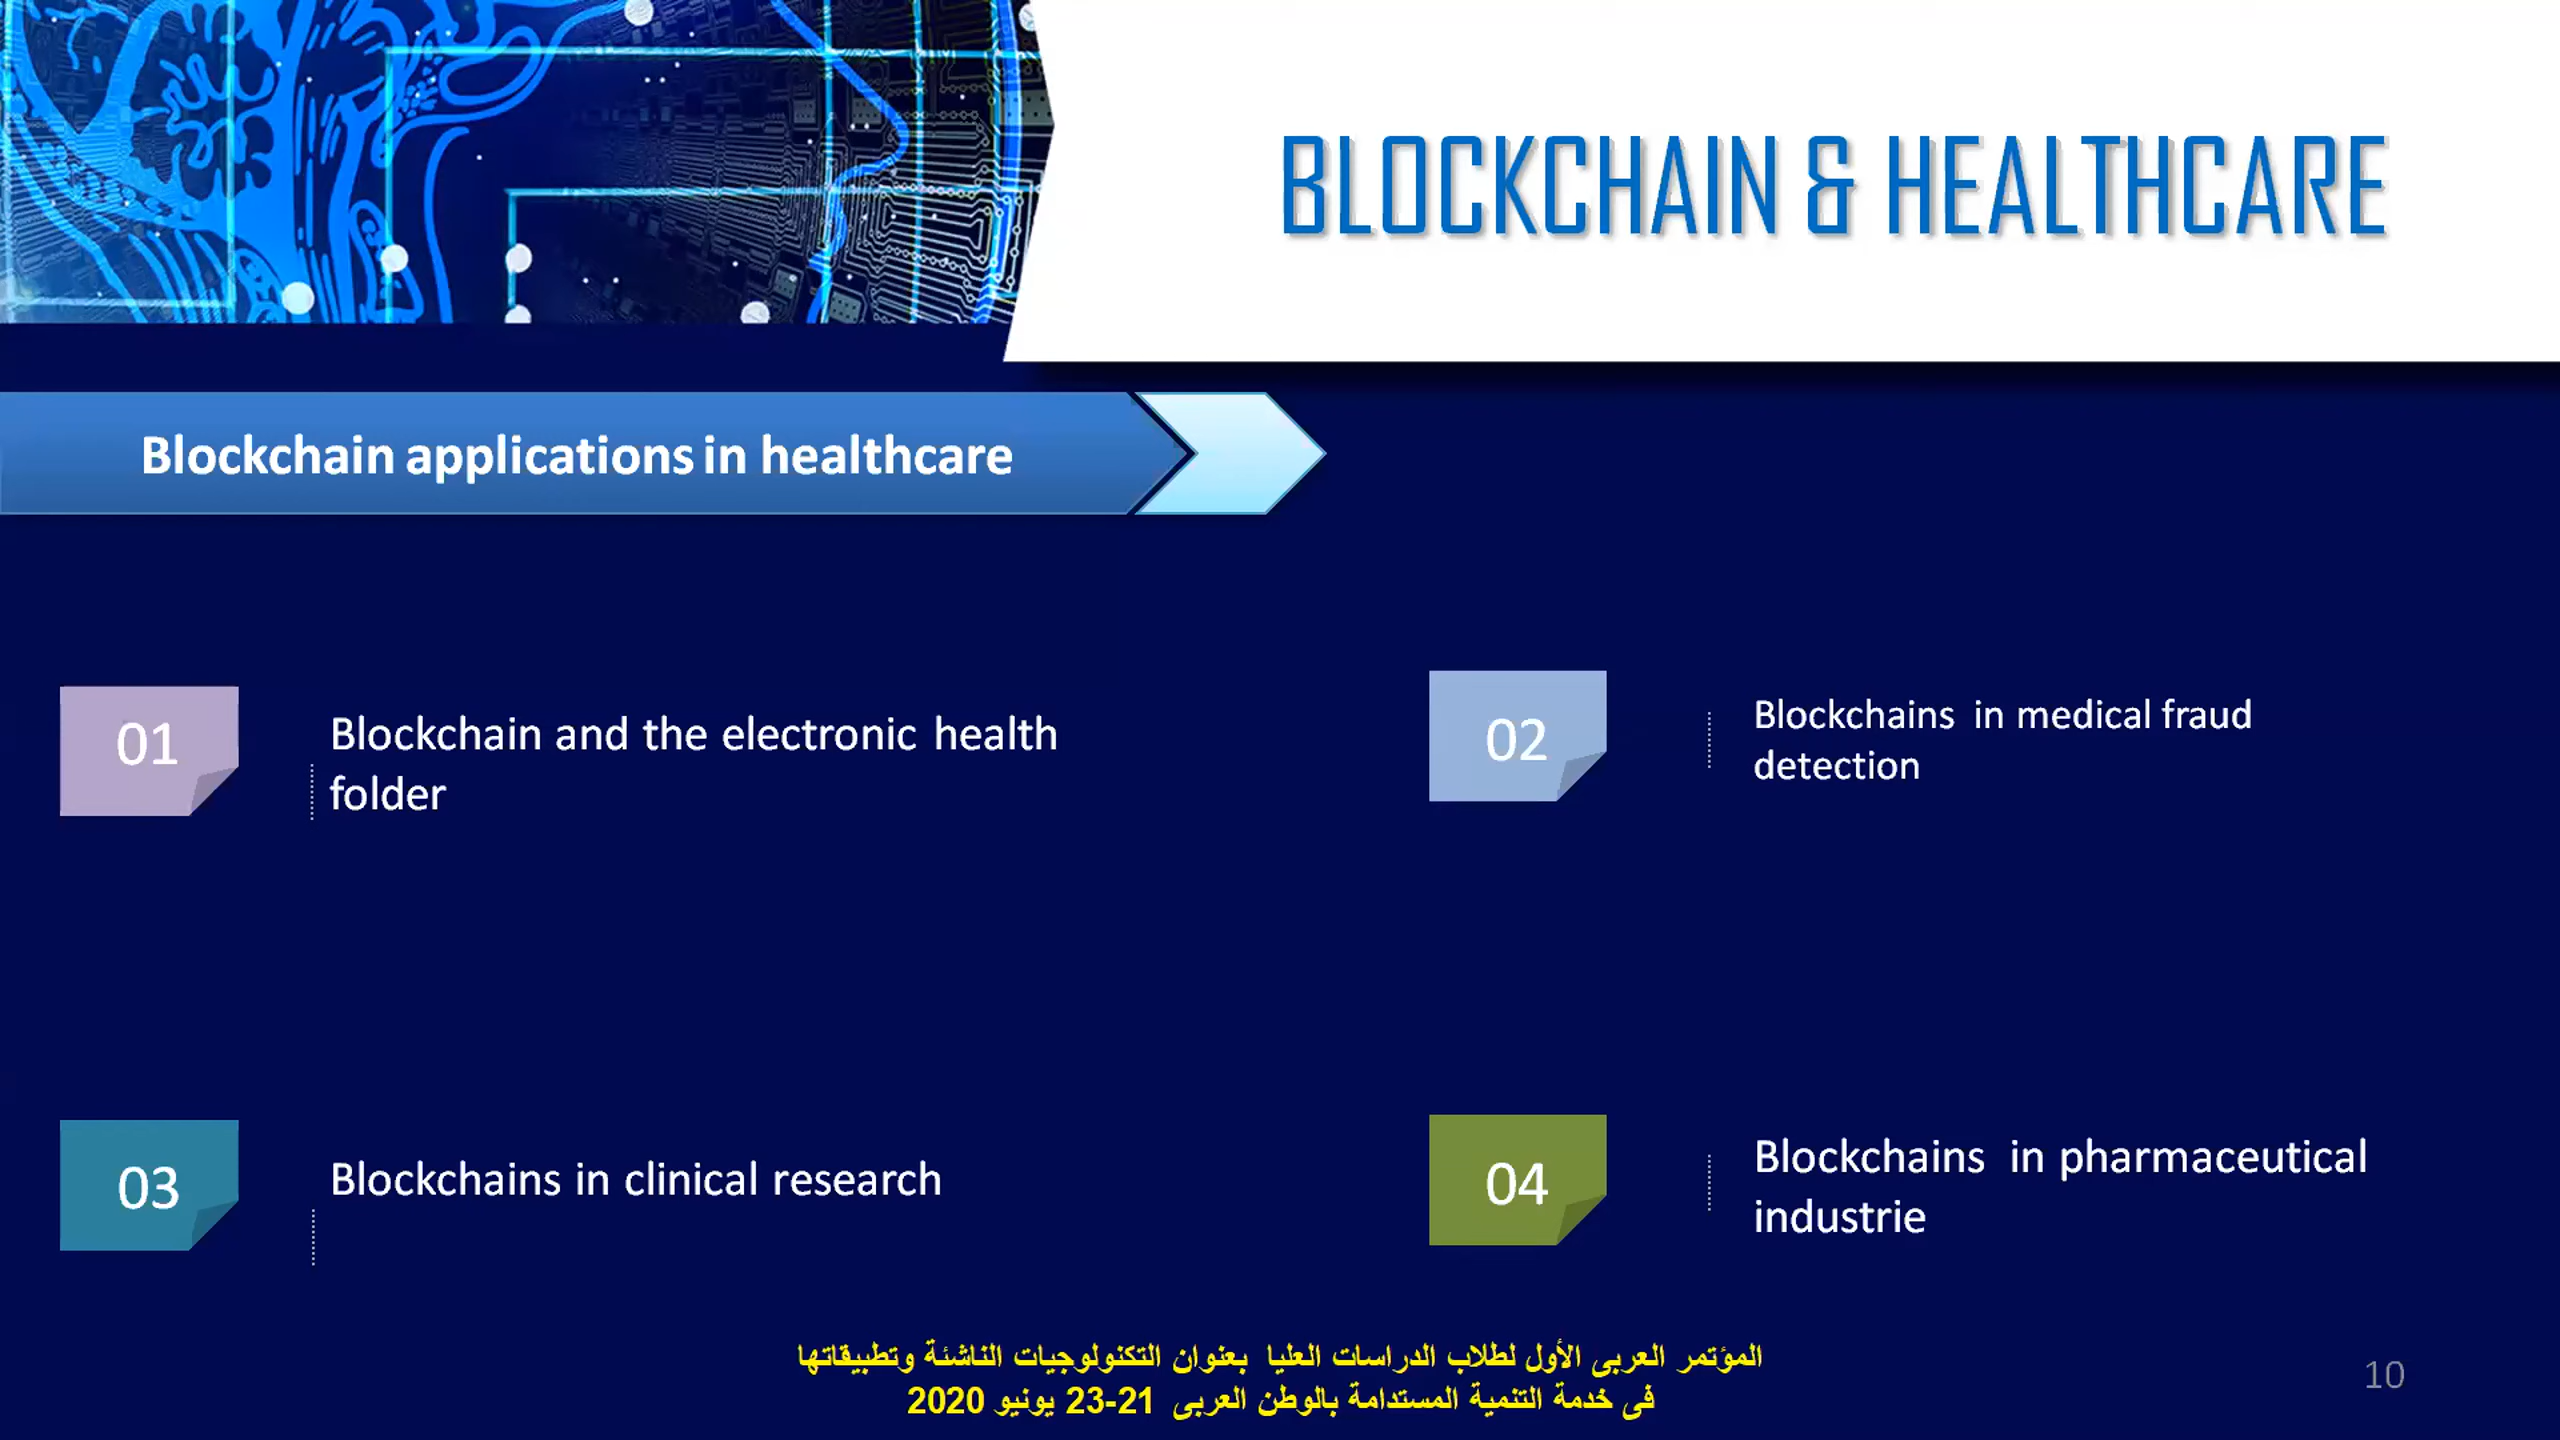 BLOCKCHAIN & HEALTHCARE
Blockchain applications in healthcare
01
Blockchain and the electronic health
folder
02
Blockchains in medical fraud
detection
03
Blockchains in clinical research
04
Blockchains in pharmaceutical
industrie
المؤتمر العربى الأول لطلاب الدراسات العليا بعنوان التكنولوجيات الناشئة وتطبيقاتها
فى خدمة التنمية المستدامة بالوطن العربى 21-23 يونيو 2020
10